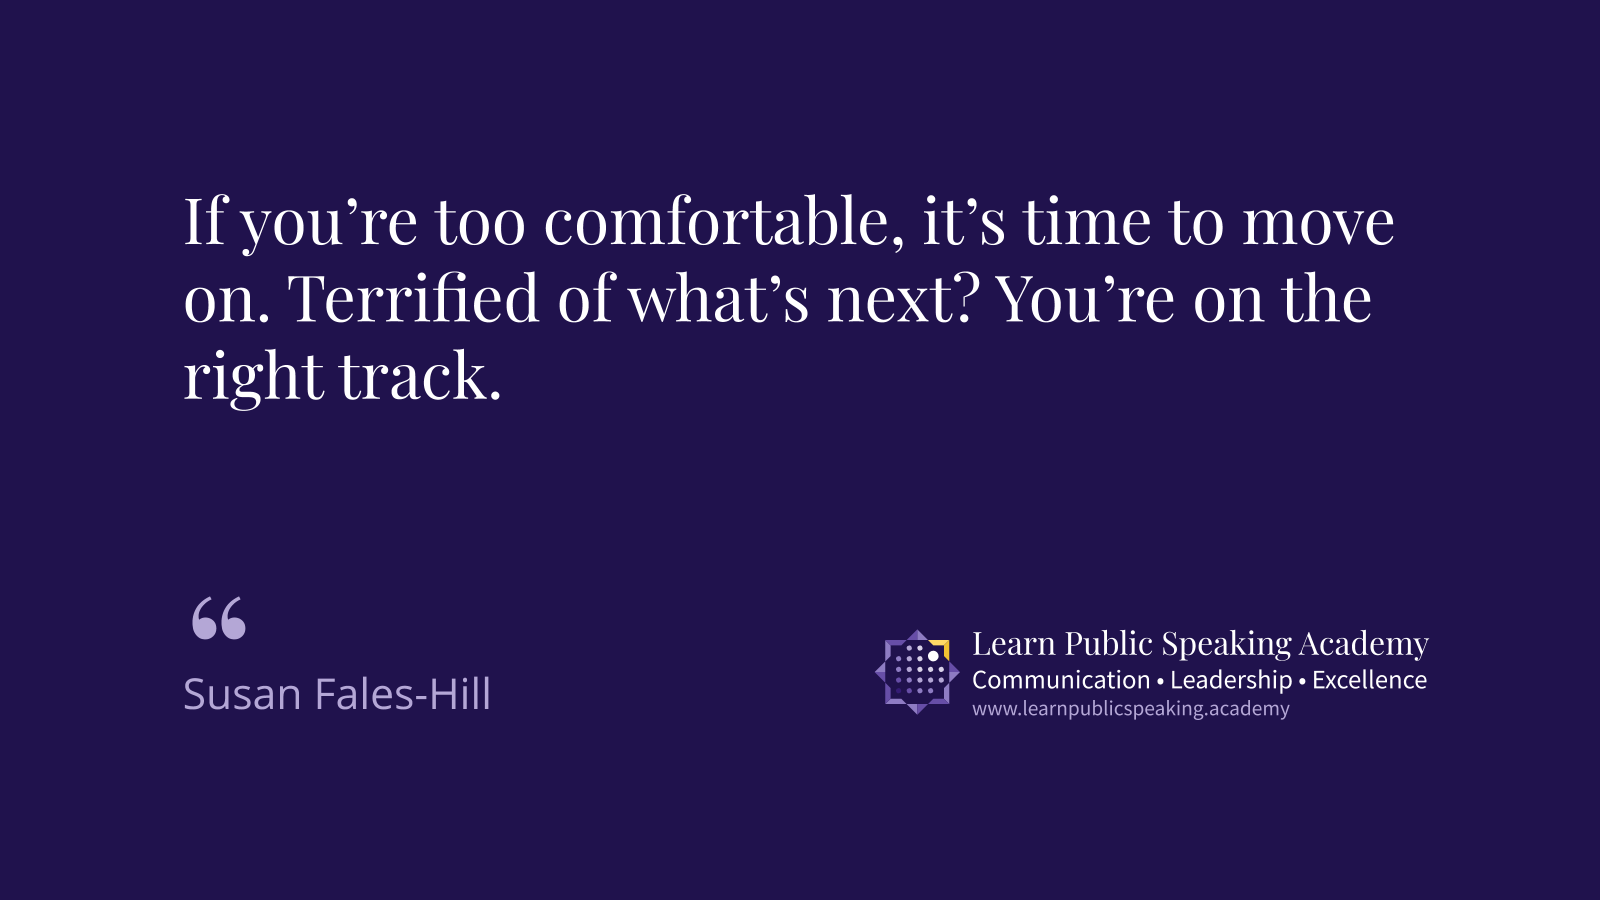 If you’re too comfortable, it’s time to move
on. Terrified of what’s next? You’re on the
right track.
“
Susan Fales-Hill
Learn Public Speaking Academy
Communication • Leadership • Excellence
www.learnpublicspeaking.academy